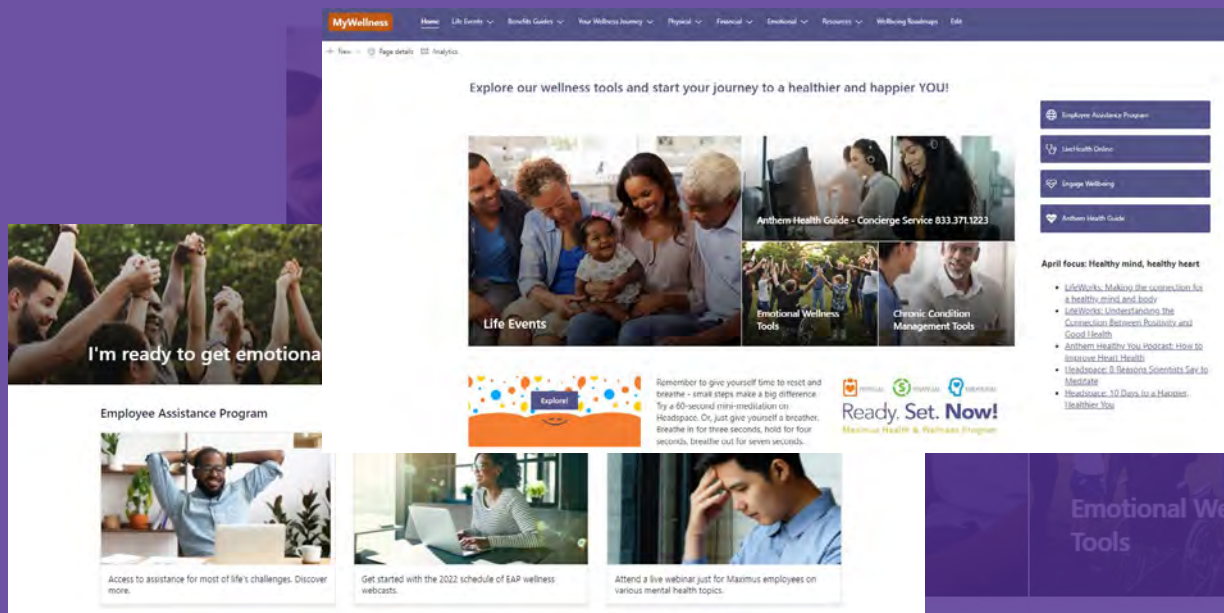 MyWellness
Home Life Events Benefits Guides Your Wellness Journey Physical Financial Emotional Resources Wellbeing Roadmaps Edit
New Page details Analytics
Explore our wellness tools and start your journey to a healthier and happier YOU!
Employee Assistance Program
LiveHealth Online
Engage Wellbeing
Anthem Health Guide
Anthem Health Guide - Concierge Service 833.371.1223
Life Events
Emotional Wellness
Tools
Chronic Condition
Management Tools
April focus: Healthy mind, healthy heart
LifeWorks: Making the connection for
a healthy mind and body
LifeWorks: Understanding the
Connection Between Positivity and
Good Health
Anthem Healthy You Podcast: How to
Improve Heart Health
Headspace: 8 Reasons Scientists Say to
Meditate
Headspace: 10 Days to a Happier,
Healthier You
Explore!
Remember to give yourself time to reset and
breathe - small steps make a big difference.
Try a 60-second mini-meditation on
Headspace. Or, just give yourself a breather.
Breathe in for three seconds, hold for four
seconds, breathe out for seven seconds.
PHYSICAL FINANCIAL EMOTIONAL
Ready. Set. Now!
Maximus Health & Wellness Program
I'm ready to get emotiona
Employee Assistance Program
Access to assistance for most of life's challenges. Discover
more.
Get started with the 2022 schedule of EAP wellness
webcasts.
Attend a live webinar just for Maximus employees on
various mental health topics.
Emotional We
Tools